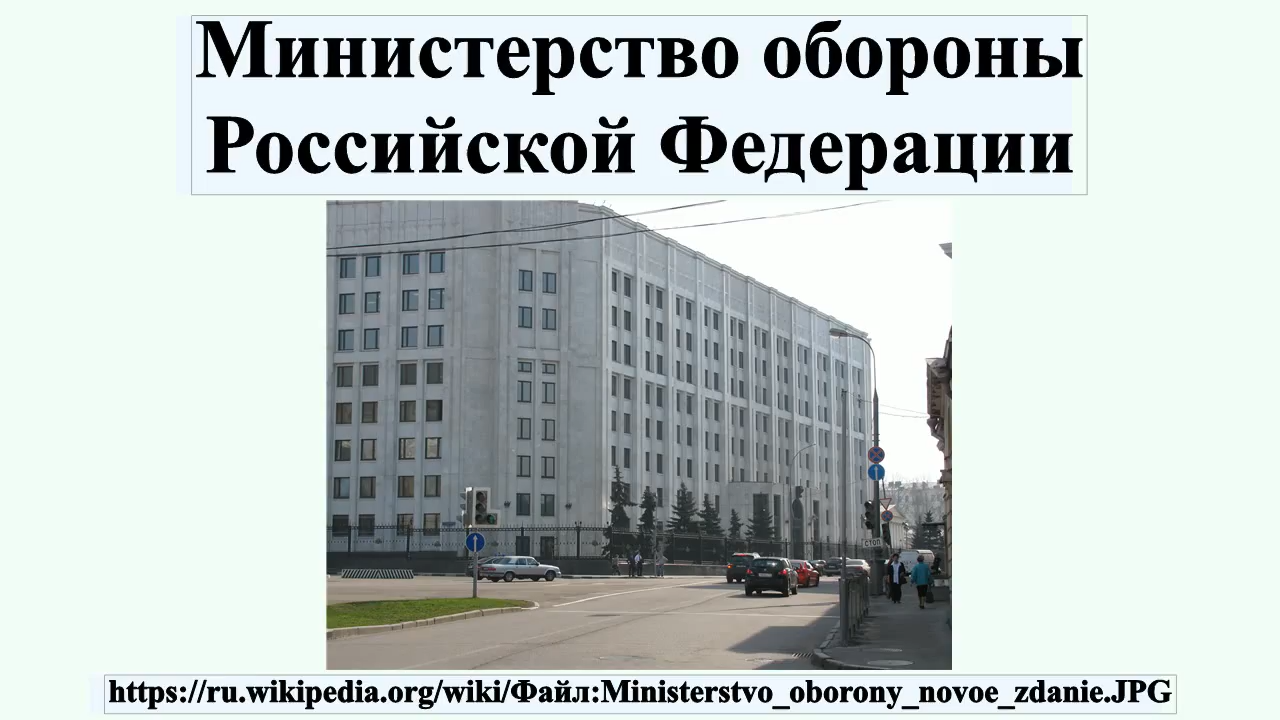 Министерство обороны
Российской Федерации
стоп
https://ru.wikipedia.org/wiki/Файл:Ministerstvo_oborony_novoe_zdanie.JPG